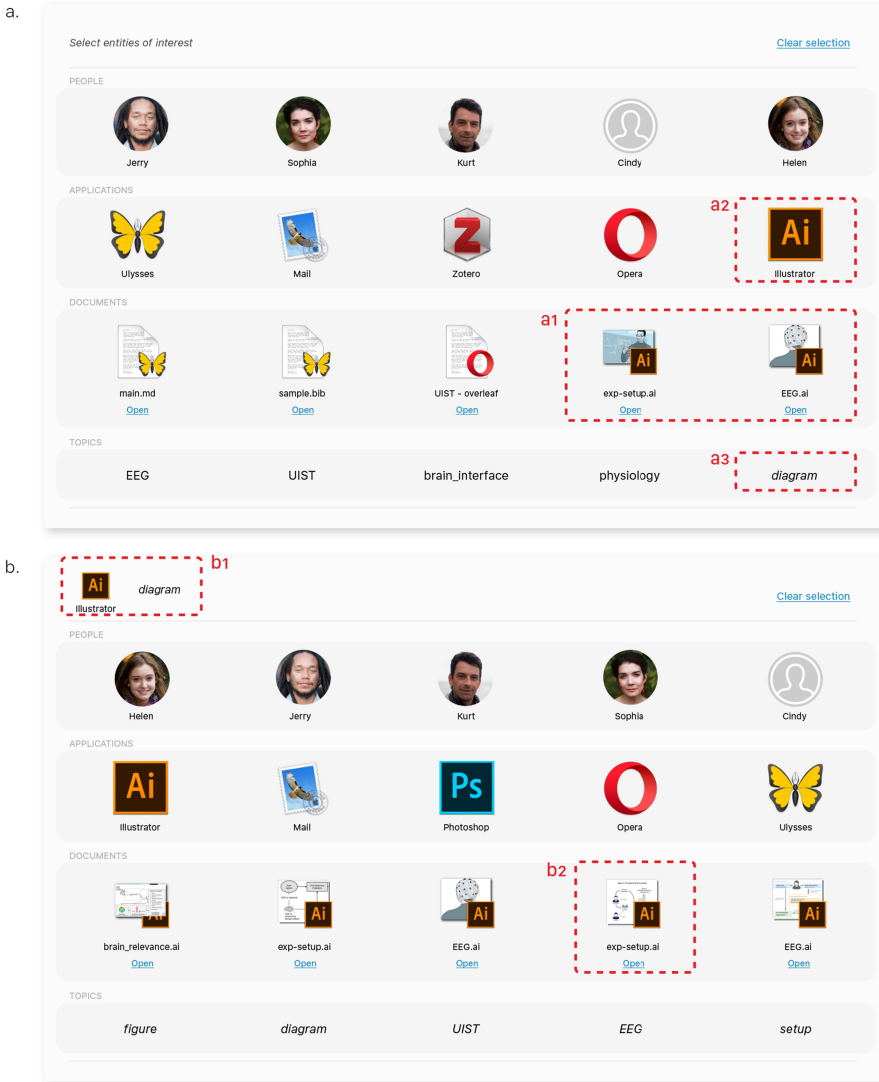 a.
Select entities of interest Clear selection
PEOPLE
Jerry Sophia Kurt Cindy Helen
APPLICATIONS
a2
Ai
Ulysses Mail Zotero Opera Illustrator
DOCUMENTS
a1
Ai Ai
main.md sample.bib UIST - overleaf exp-setup.ai EEG.ai
Open Open Open Open Open
TOPICS
a3
EEG UIST brain_interface physiology diagram
b.
b1
Ai diagram
Illustrator
Clear selection
PEOPLE
Helen Jerry Kurt Sophia Cindy
APPLICATIONS
Ai Ps
Illustrator Mail Photoshop Opera Ulysses
DOCUMENTS
b2
Ai Ai Ai Ai Ai
brain_relevance.ai exp-setup.ai EEG.ai exp-setup.ai EEG.ai
Open Open Open Open Open
TOPICS
figure diagram UIST EEG setup